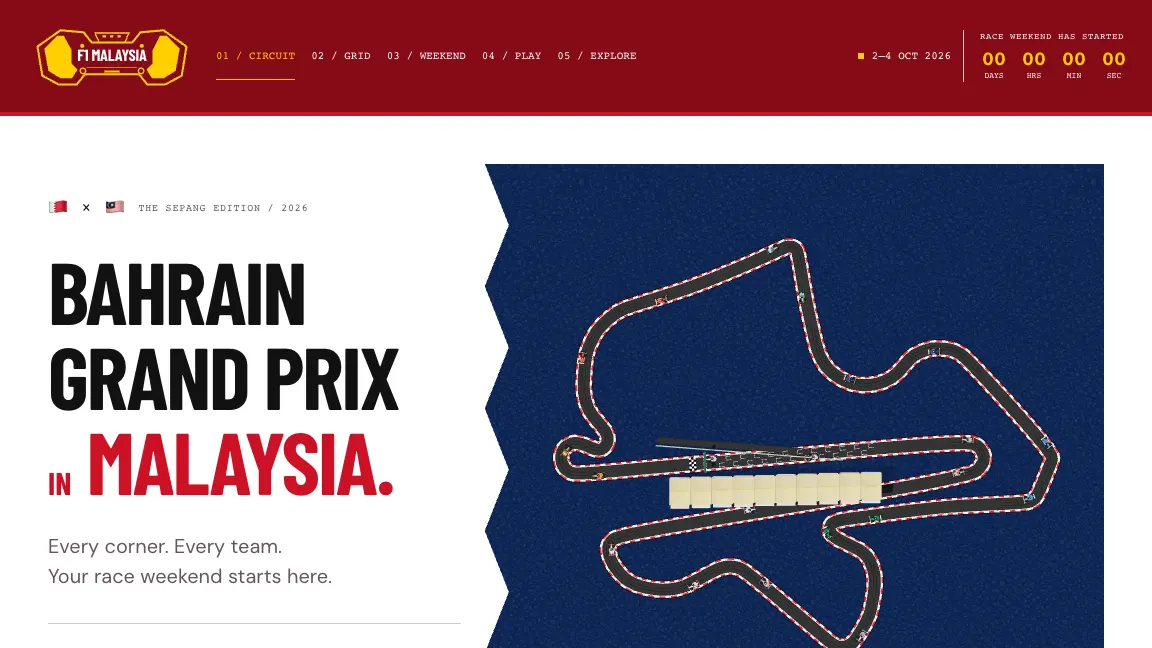 F1 MALAYSIA
01 / CIRCUIT 02 / GRID 03 / WEEKEND 04 / PLAY 05 / EXPLORE
2—4 OCT 2026
RACE WEEKEND HAS STARTED
00 00 00 00
DAYS HRS MIN SEC
× THE SEPANG EDITION / 2026
BAHRAIN
GRAND PRIX
IN MALAYSIA.
Every corner. Every team.
Your race weekend starts here.